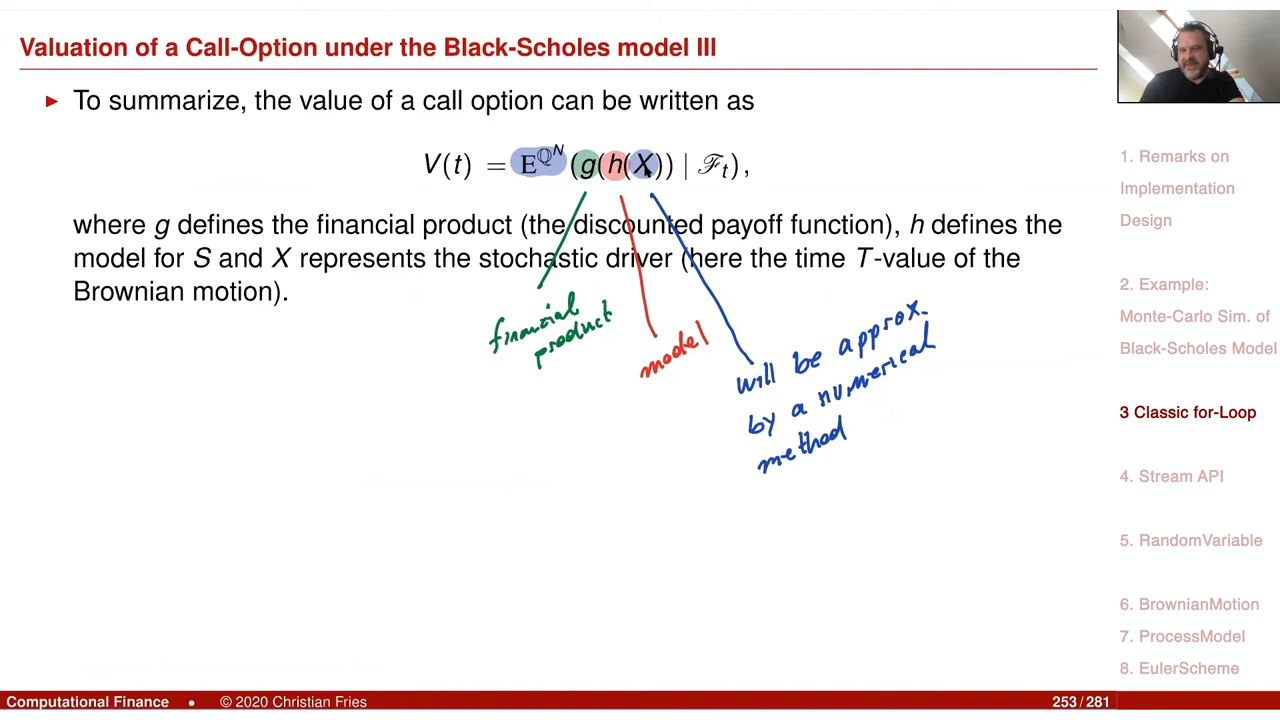 Valuation of a Call-Option under the Black-Scholes model III
► To summarize, the value of a call option can be written as
V(t) = E^{ℚ^N} (g(h(X)) | ℱ_t),
where g defines the financial product (the discounted payoff function), h defines the
model for S and X represents the stochastic driver (here the time T-value of the
Brownian motion).
financial
product
model
will be approx.
by a numerical
method
1. Remarks on
Implementation
Design
2. Example:
Monte-Carlo Sim. of
Black-Scholes Model
3 Classic for-Loop
4. Stream API
5. RandomVariable
6. BrownianMotion
7. ProcessModel
8. EulerScheme
Computational Finance • © 2020 Christian Fries 253 / 281